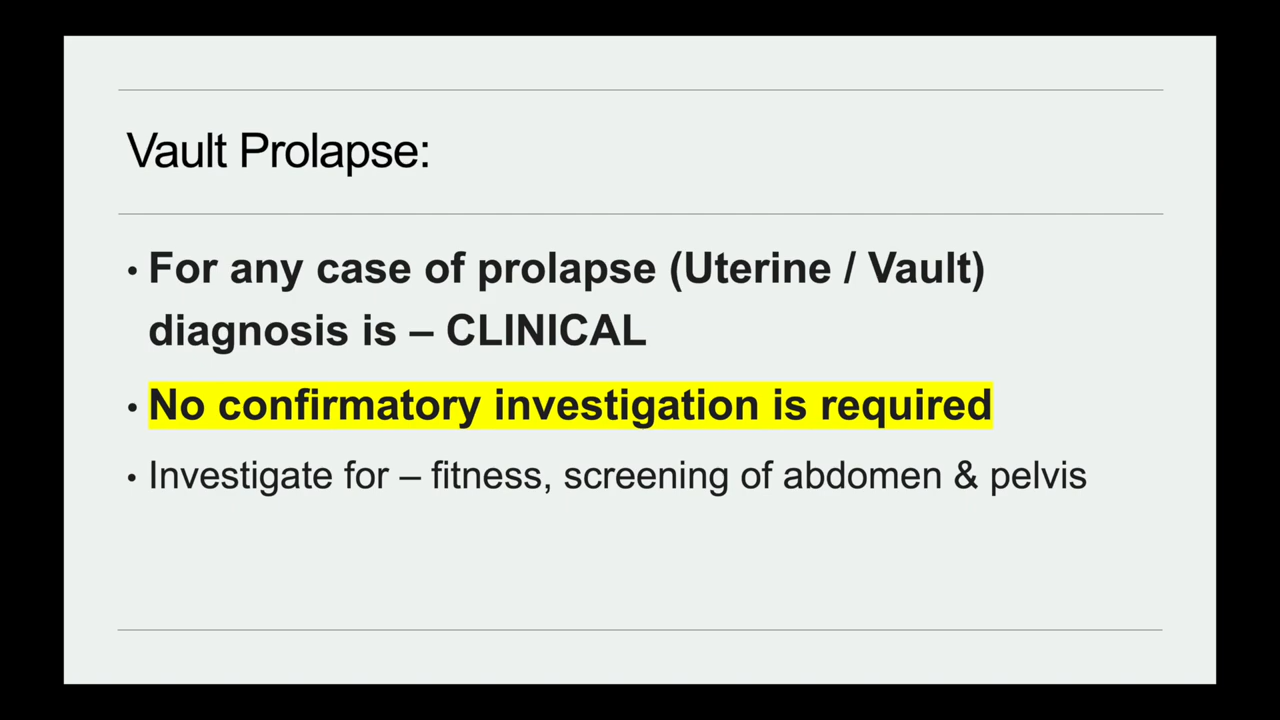 Vault Prolapse:
• For any case of prolapse (Uterine / Vault)
diagnosis is – CLINICAL
• No confirmatory investigation is required
• Investigate for – fitness, screening of abdomen & pelvis